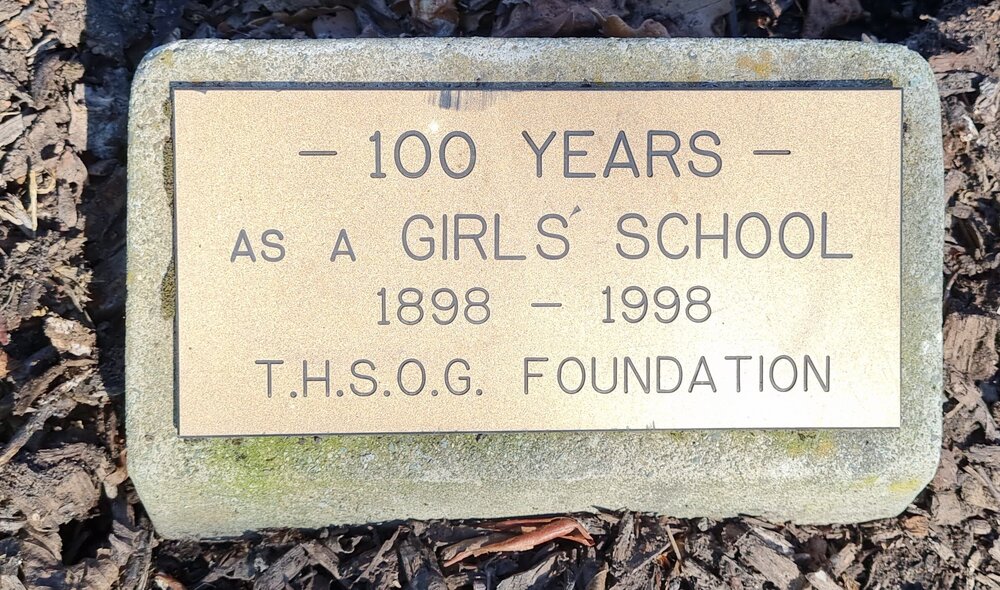 - 100 YEARS -
AS A GIRLS' SCHOOL
1898 - 1998
T.H.S.O.G. FOUNDATION